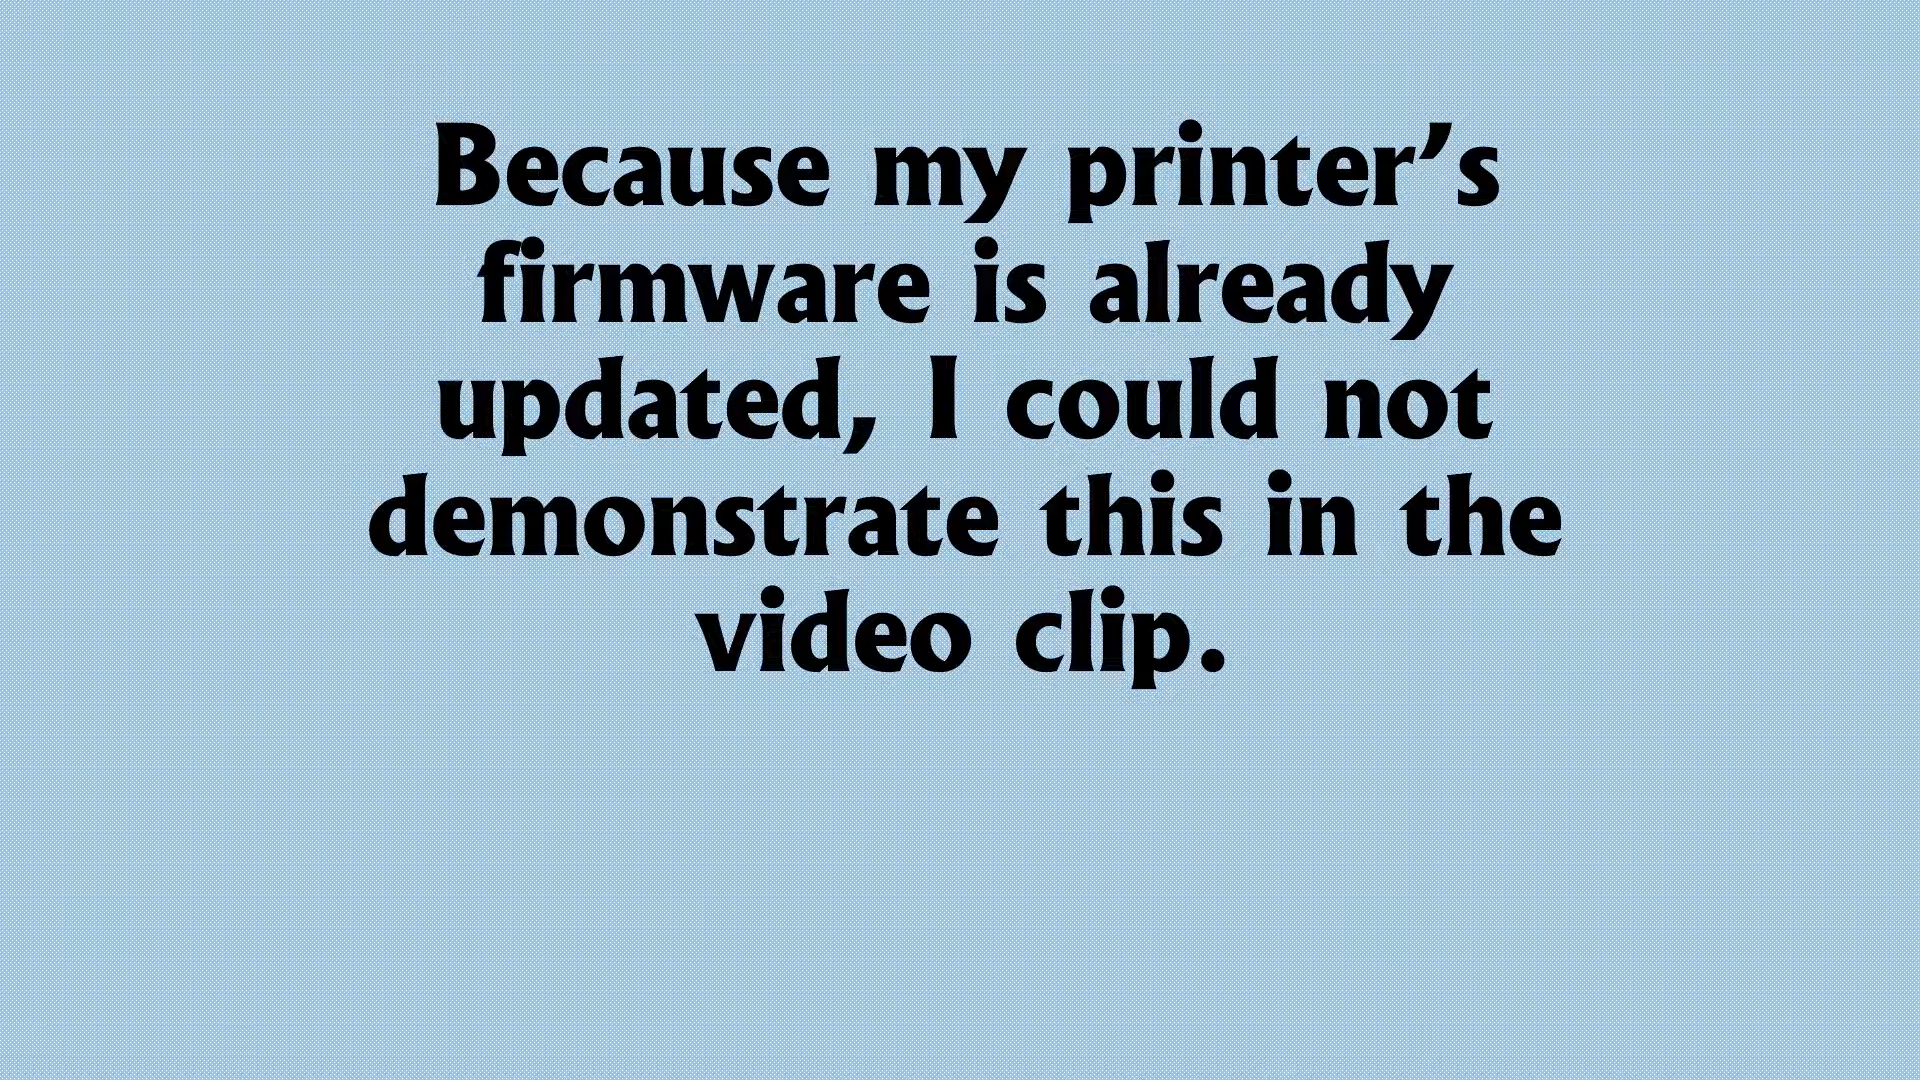 Because my printer’s
firmware is already
updated, I could not
demonstrate this in the
video clip.